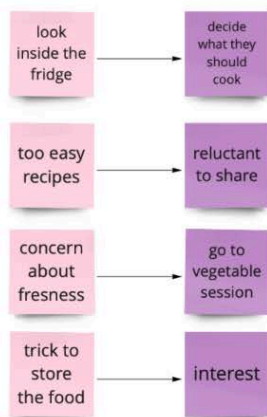 look
inside the
fridge
decide
what they
should
cook
too easy
recipes
reluctant
to share
concern
about
fresness
go to
vegetable
session
trick to
store
the food
interest